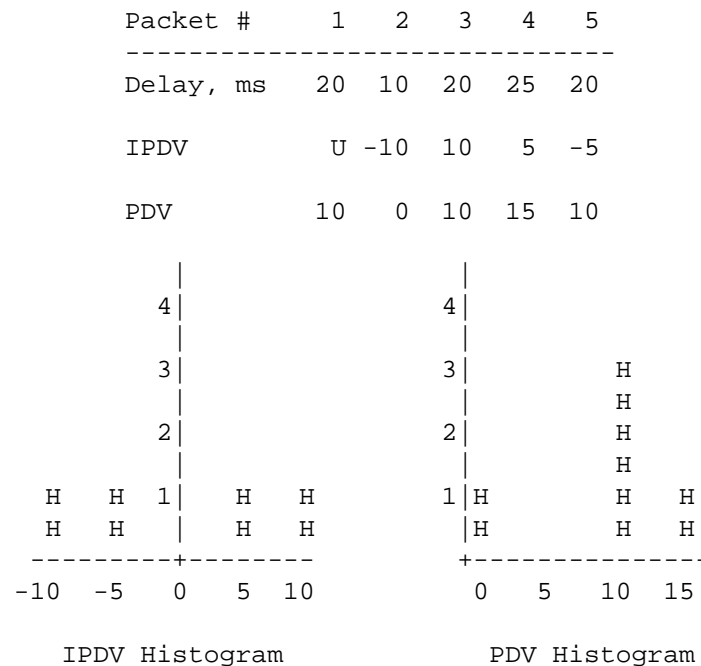 Packet # 1 2 3 4 5
-------------------------------
Delay, ms 20 10 20 25 20
IPDV U -10 10 5 -5
PDV 10 0 10 15 10
| |
4| 4|
| |
3| 3| H
| | H
2| 2| H
| | H
H H 1| H H 1|H H H
H H | H H |H H H
---------+-------- +---------------
-10 -5 0 5 10 0 5 10 15
IPDV Histogram PDV Histogram